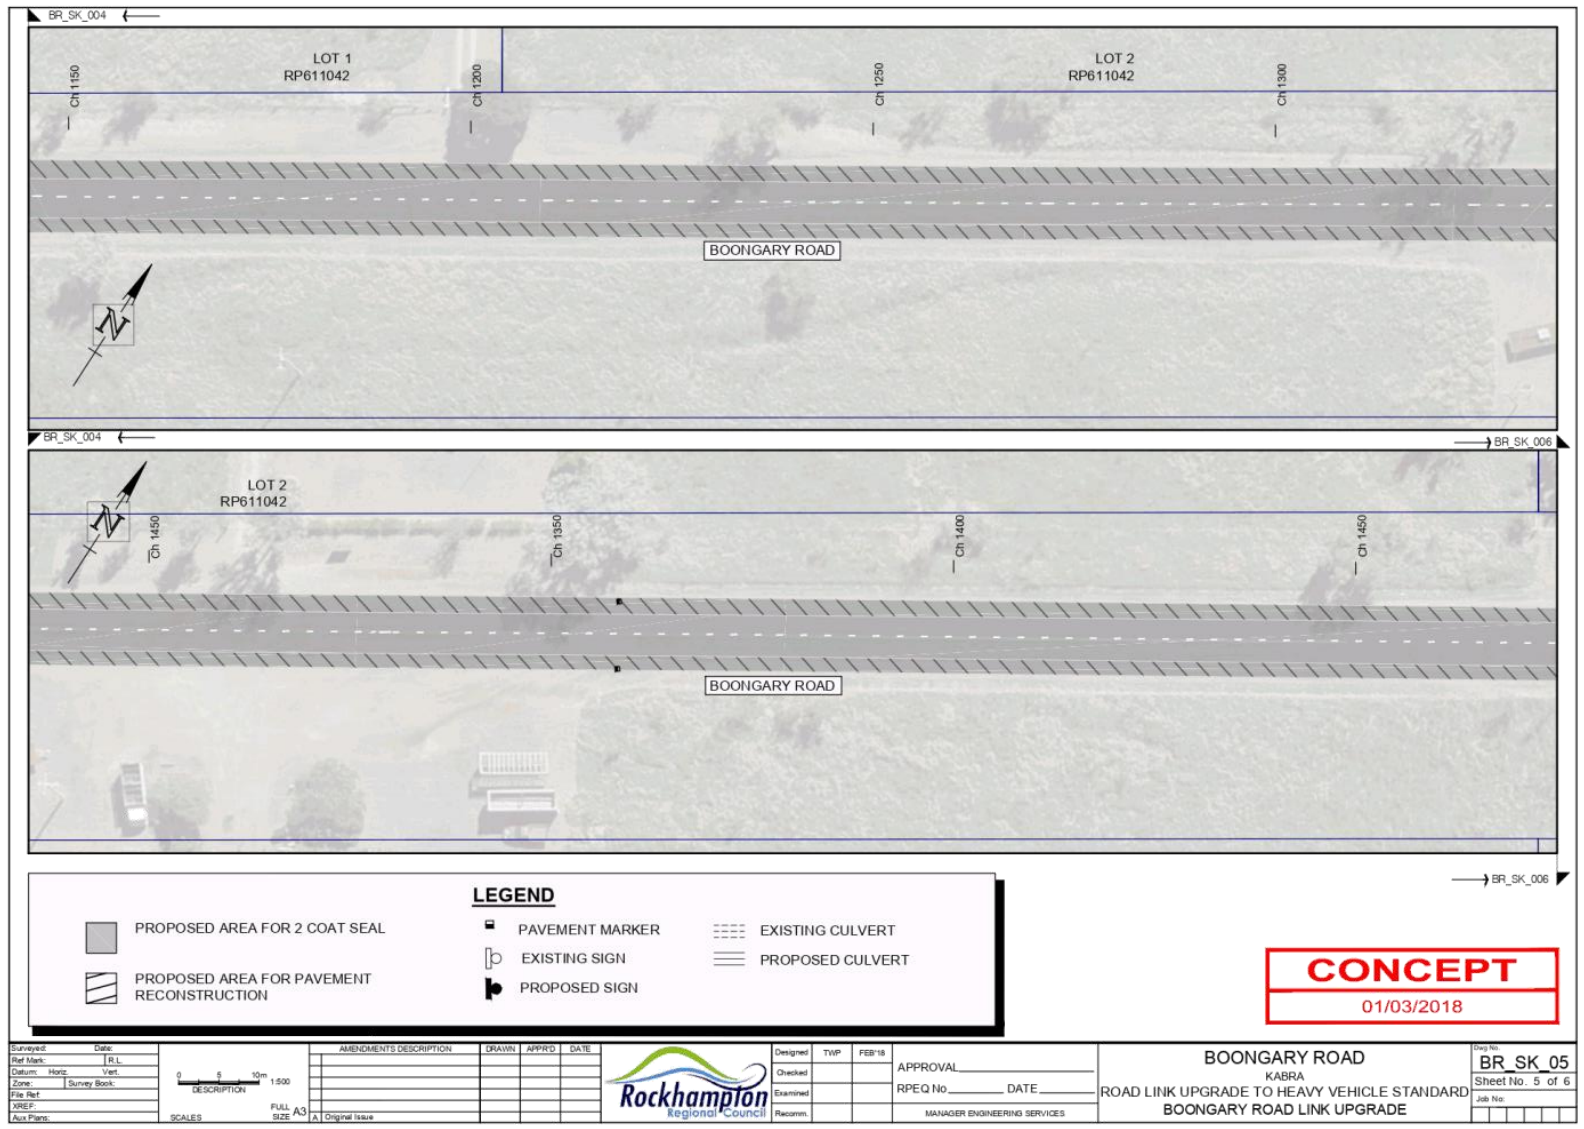 BR_SK_004
LOT 1
RP611042
LOT 2
RP611042
Ch 1150
Ch 1200
Ch 1250
Ch 1300
BOONGARY ROAD
N
BR_SK_004
BR_SK_006
LOT 2
RP611042
N
Ch 1450
Ch 1350
Ch 1400
Ch 1450
BOONGARY ROAD
BR_SK_006
LEGEND
PROPOSED AREA FOR 2 COAT SEAL
PROPOSED AREA FOR PAVEMENT
RECONSTRUCTION
PAVEMENT MARKER
EXISTING SIGN
PROPOSED SIGN
EXISTING CULVERT
PROPOSED CULVERT
CONCEPT
01/03/2018
Surveyed: Date:
Ref Mark: R.L.
Datum: Horiz. Vert.
Zone: Survey Book:
File Ref:
XREF:
Aux Plans:
0 5 10m 1:500
DESCRIPTION
SCALES
FULL SIZE A3
AMENDMENTS DESCRIPTION DRAWN APPR'D DATE
A Original Issue
Rockhampton
Regional Council
Designed TWP FEB'18
Checked
Examined
Recomm.
APPROVAL
RPEQ No DATE
MANAGER ENGINEERING SERVICES
BOONGARY ROAD
KABRA
ROAD LINK UPGRADE TO HEAVY VEHICLE STANDARD
BOONGARY ROAD LINK UPGRADE
Dwg No.
BR_SK_05
Sheet No. 5 of 6
Job No: